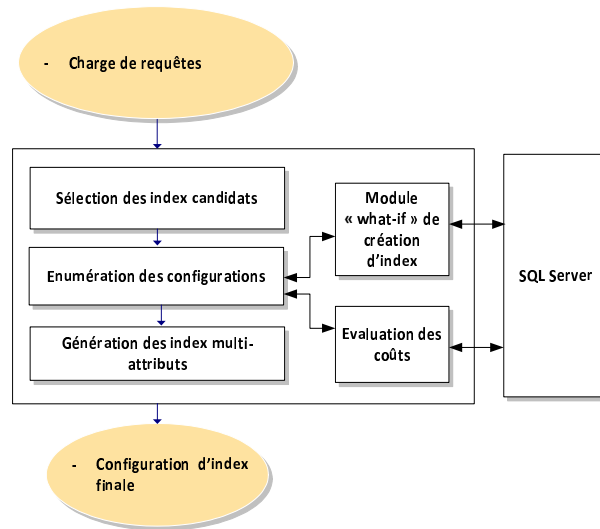 - Charge de requêtes
Sélection des index candidats
Module
« what-if » de
création
d'index
Enumération des configurations
SQL Server
Génération des index multi-
attributs
Evaluation des
coûts
- Configuration d'index
finale